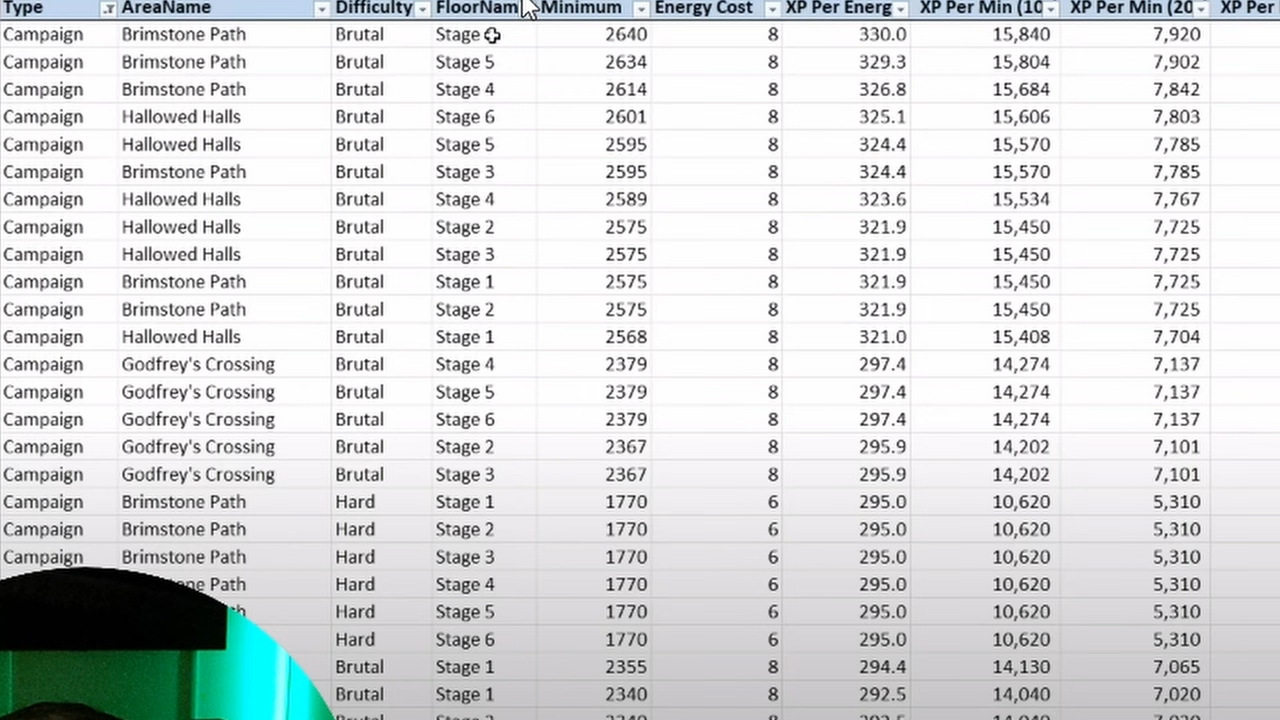 Type AreaName Difficulty FloorNam Minimum Energy Cost XP Per Energ XP Per Min (10 XP Per Min (20 XP Per
Campaign Brimstone Path Brutal Stage 2640 8 330.0 15,840 7,920
Campaign Brimstone Path Brutal Stage 5 2634 8 329.3 15,804 7,902
Campaign Brimstone Path Brutal Stage 4 2614 8 326.8 15,684 7,842
Campaign Hallowed Halls Brutal Stage 6 2601 8 325.1 15,606 7,803
Campaign Hallowed Halls Brutal Stage 5 2595 8 324.4 15,570 7,785
Campaign Brimstone Path Brutal Stage 3 2595 8 324.4 15,570 7,785
Campaign Hallowed Halls Brutal Stage 4 2589 8 323.6 15,534 7,767
Campaign Hallowed Halls Brutal Stage 2 2575 8 321.9 15,450 7,725
Campaign Hallowed Halls Brutal Stage 3 2575 8 321.9 15,450 7,725
Campaign Brimstone Path Brutal Stage 1 2575 8 321.9 15,450 7,725
Campaign Brimstone Path Brutal Stage 2 2575 8 321.9 15,450 7,725
Campaign Hallowed Halls Brutal Stage 1 2568 8 321.0 15,408 7,704
Campaign Godfrey's Crossing Brutal Stage 4 2379 8 297.4 14,274 7,137
Campaign Godfrey's Crossing Brutal Stage 5 2379 8 297.4 14,274 7,137
Campaign Godfrey's Crossing Brutal Stage 6 2379 8 297.4 14,274 7,137
Campaign Godfrey's Crossing Brutal Stage 2 2367 8 295.9 14,202 7,101
Campaign Godfrey's Crossing Brutal Stage 3 2367 8 295.9 14,202 7,101
Campaign Brimstone Path Hard Stage 1 1770 6 295.0 10,620 5,310
Campaign Brimstone Path Hard Stage 2 1770 6 295.0 10,620 5,310
Campaign Brimstone Path Hard Stage 3 1770 6 295.0 10,620 5,310
Path Hard Stage 4 1770 6 295.0 10,620 5,310
Hard Stage 5 1770 6 295.0 10,620 5,310
Hard Stage 6 1770 6 295.0 10,620 5,310
Brutal Stage 1 2355 8 294.4 14,130 7,065
Brutal Stage 1 2340 8 292.5 14,040 7,020